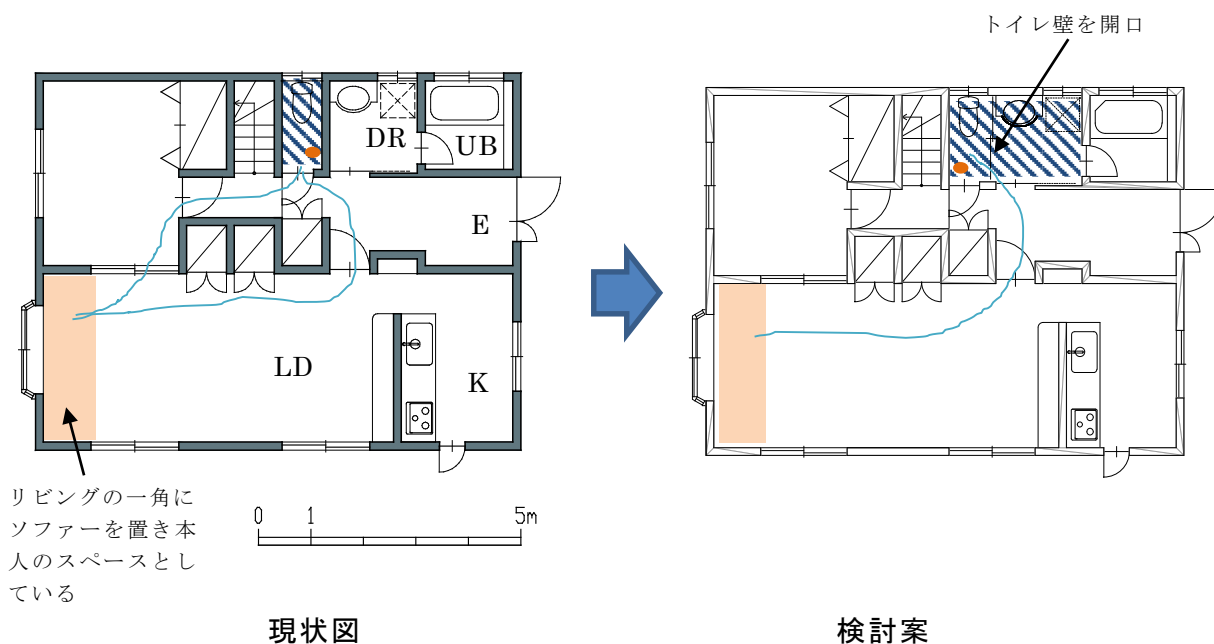 トイレ壁を開口
DR
UB
E
LD
K
リビングの一角に
ソファーを置き本
人のスペースとし
ている
0 1 5m
現状図
検討案